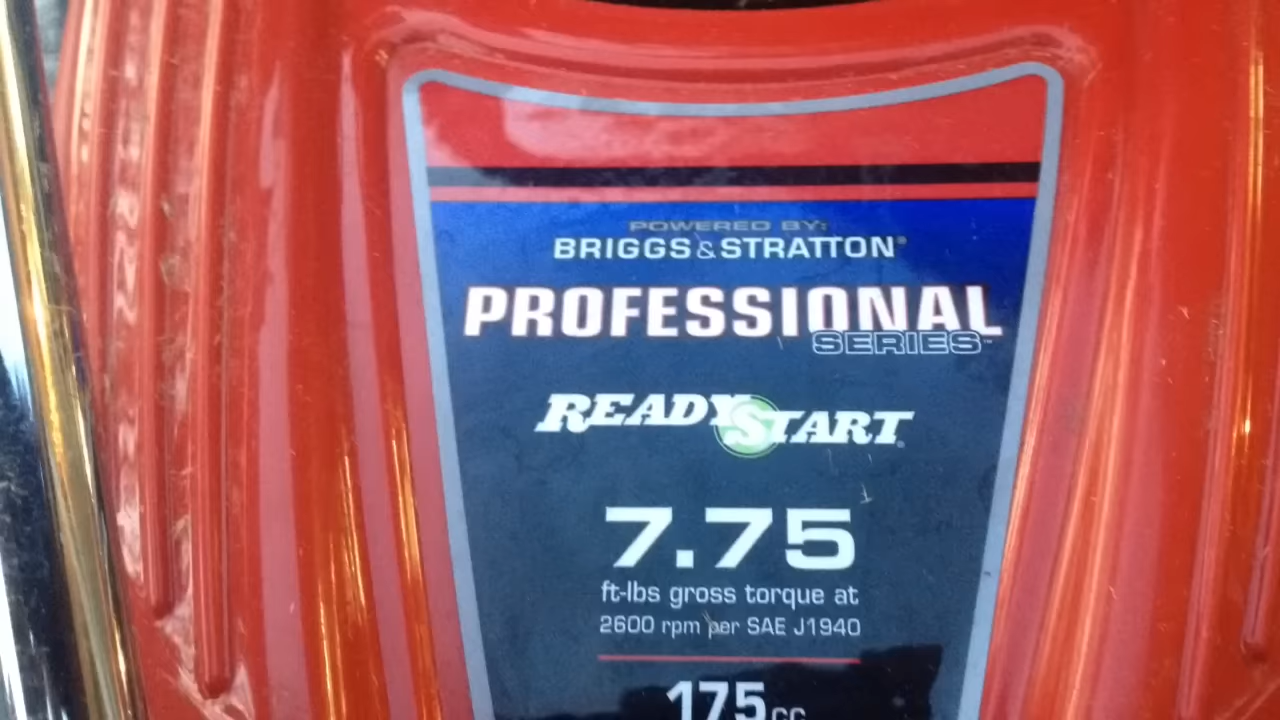 POWERED BY:
BRIGGS & STRATTON®
PROFESSIONAL
SERIES™
READY START®
7.75
ft-lbs gross torque at
2600 rpm per SAE J1940
175cc